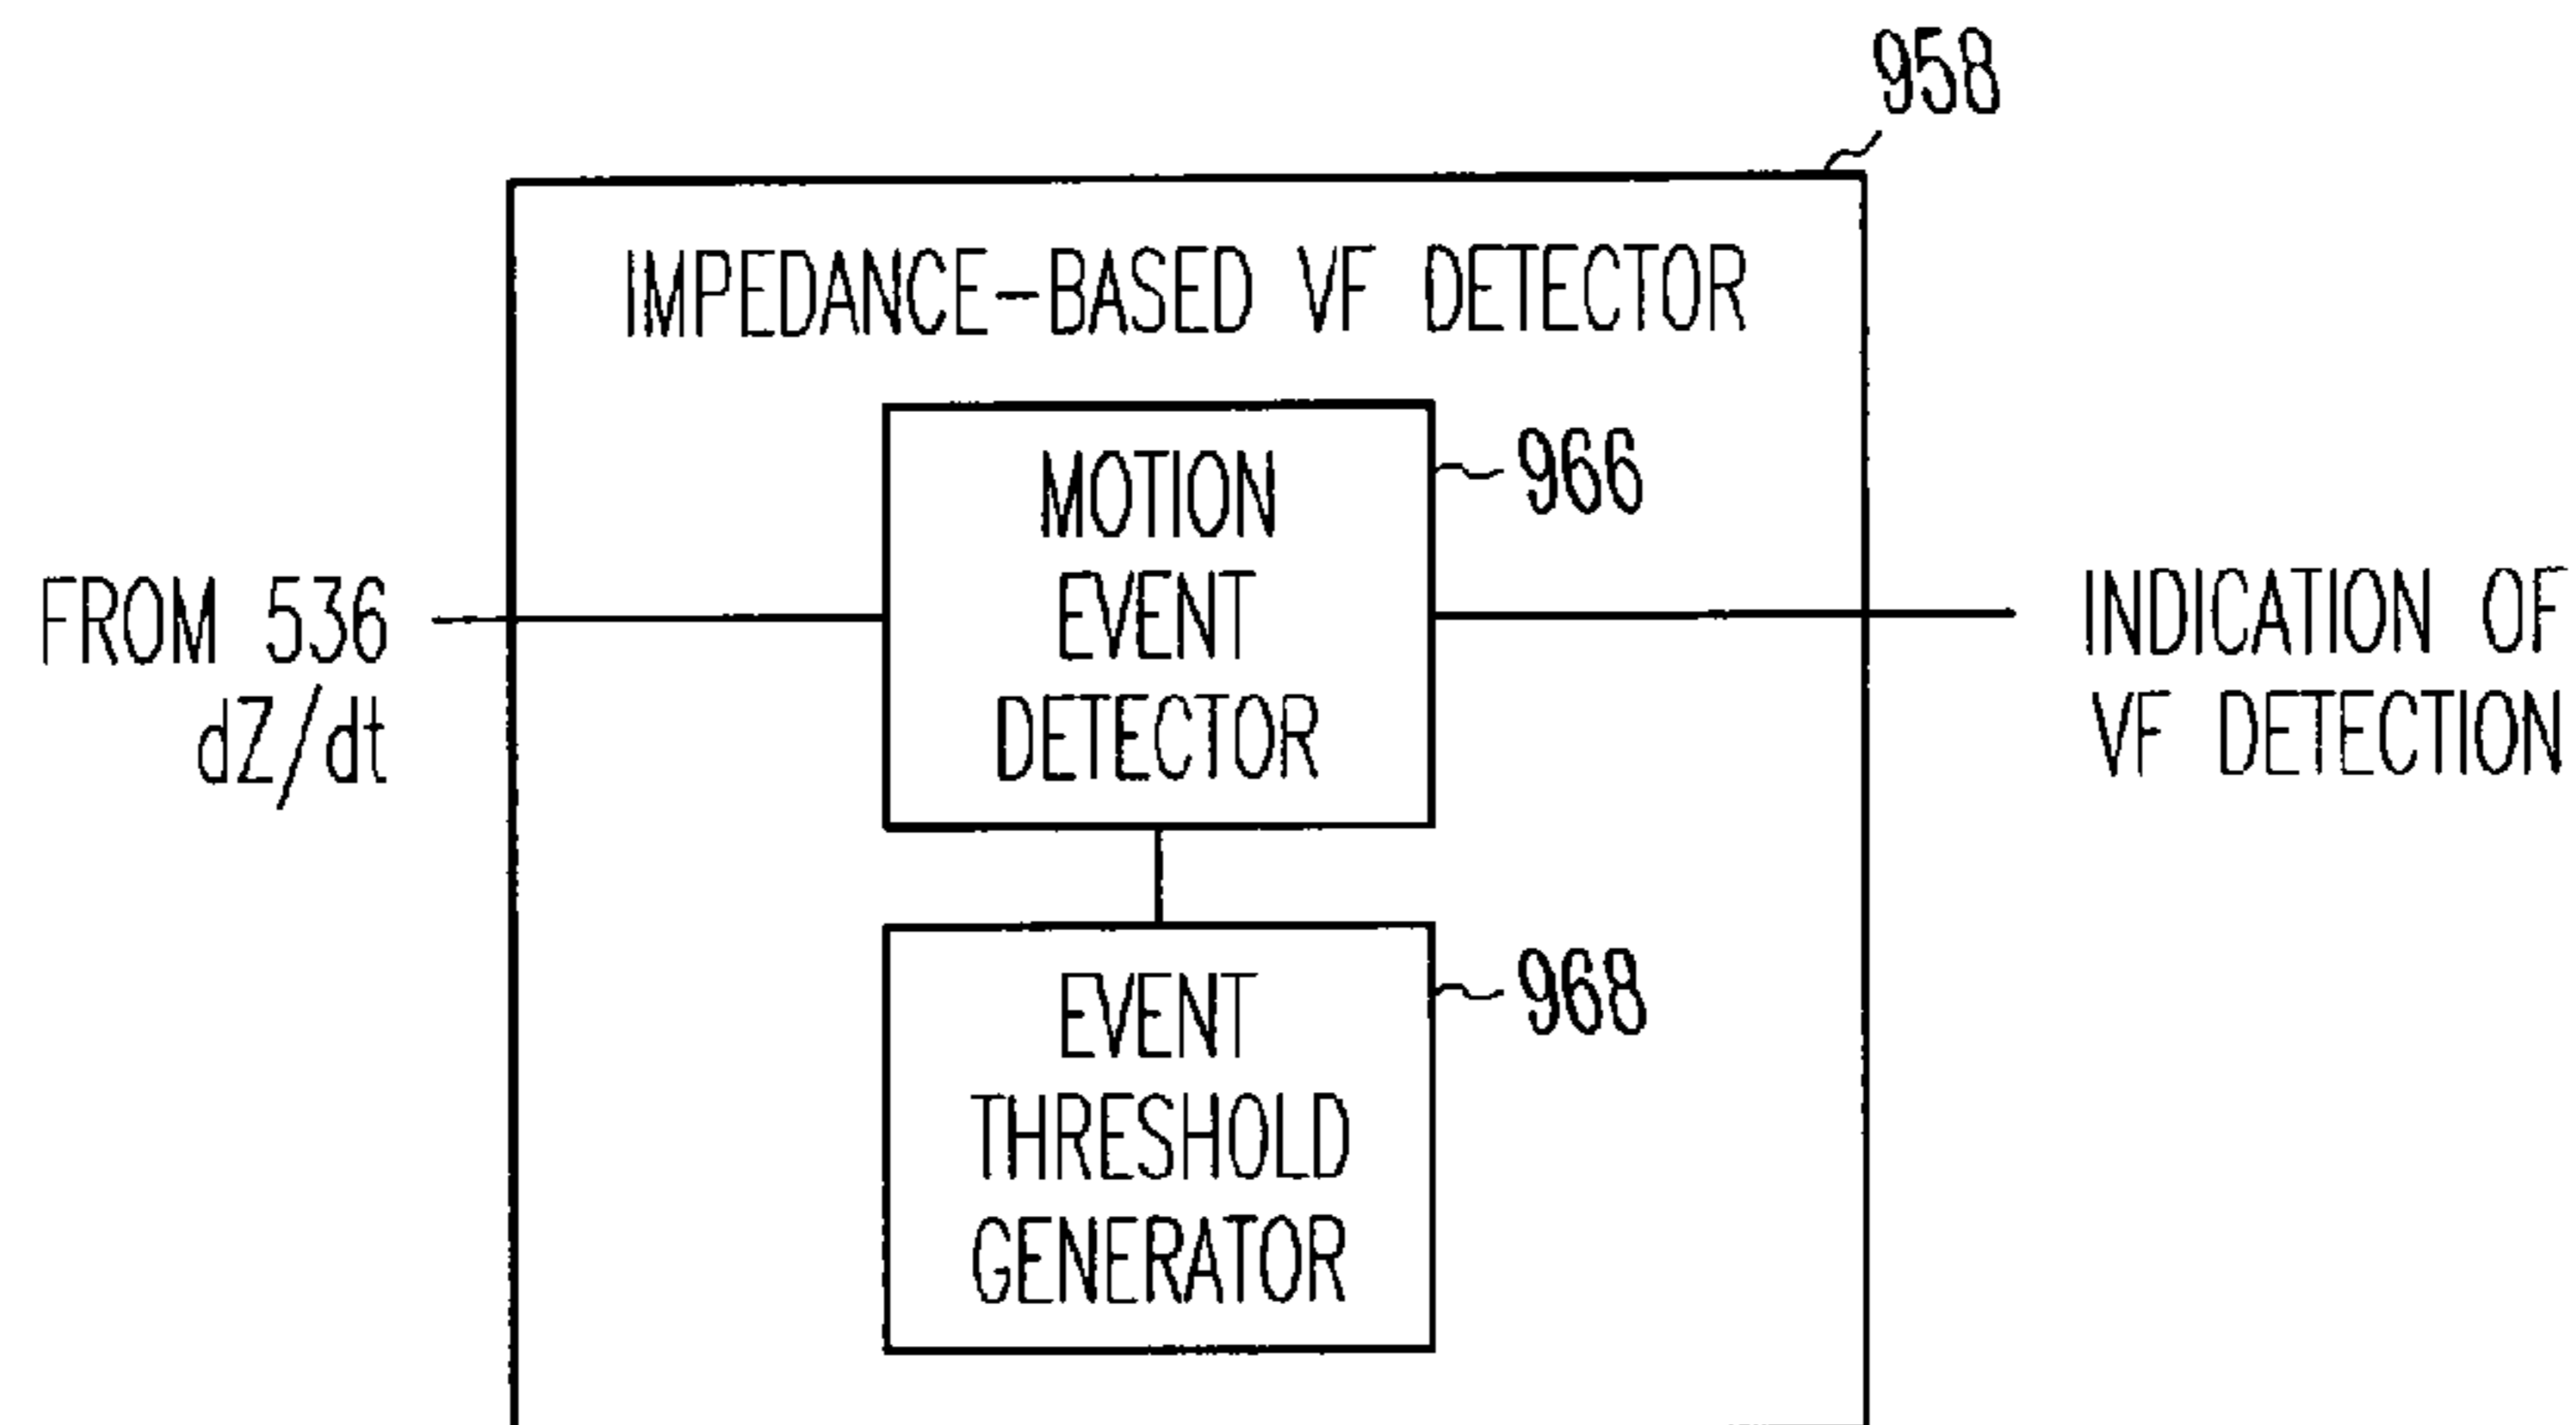 958
IMPEDANCE-BASED VF DETECTOR
MOTION
EVENT
DETECTOR
966
FROM 536
dZ/dt
INDICATION OF
VF DETECTION
EVENT
THRESHOLD
GENERATOR
968